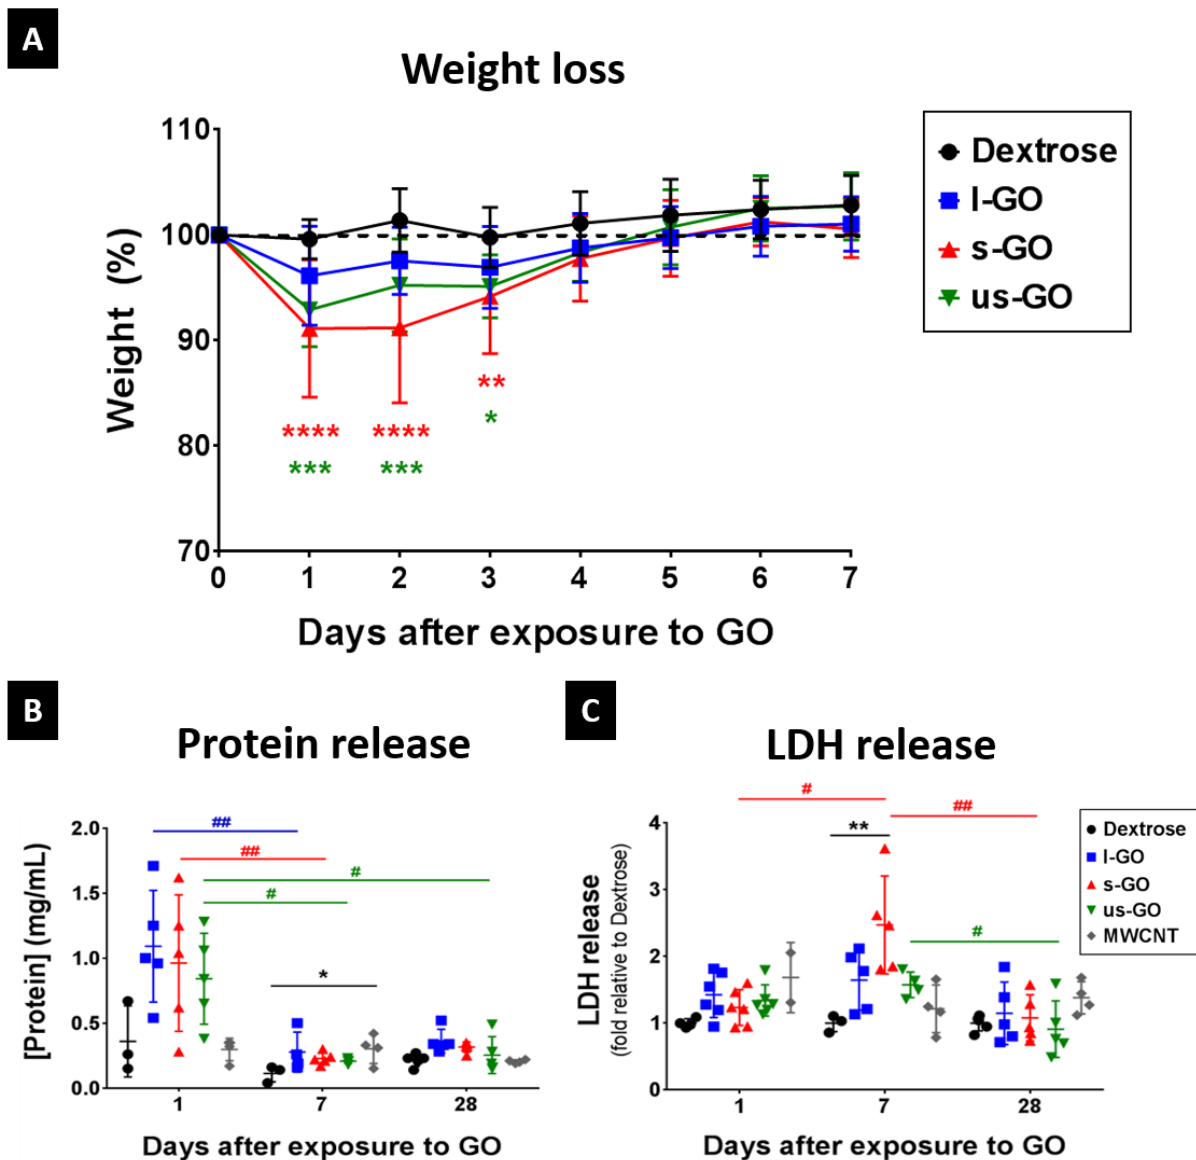 A
Weight loss
110
100
90
80
70
Weight (%)
**
*
**** ****
*** ***
0 1 2 3 4 5 6 7
Days after exposure to GO
Dextrose
l-GO
s-GO
us-GO
B
Protein release
[Protein] (mg/mL)
2.0
1.5
1.0
0.5
0.0
##
##
#
#
*
1 7 28
Days after exposure to GO
C
LDH release
LDH release
(fold relative to Dextrose)
4
3
2
1
0
#
##
**
#
1 7 28
Days after exposure to GO
Dextrose
l-GO
s-GO
us-GO
MWCNT